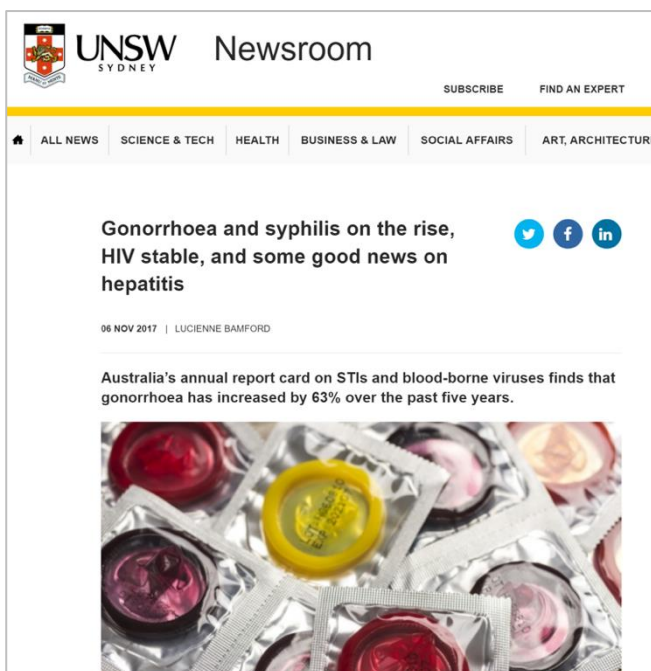 UNSW
SYDNEY
Newsroom
SUBSCRIBE FIND AN EXPERT
ALL NEWS SCIENCE & TECH HEALTH BUSINESS & LAW SOCIAL AFFAIRS ART, ARCHITECTUR
Gonorrhoea and syphilis on the rise,
HIV stable, and some good news on
hepatitis
06 NOV 2017 | LUCIENNE BAMFORD
Australia's annual report card on STIs and blood-borne viruses finds that
gonorrhoea has increased by 63% over the past five years.